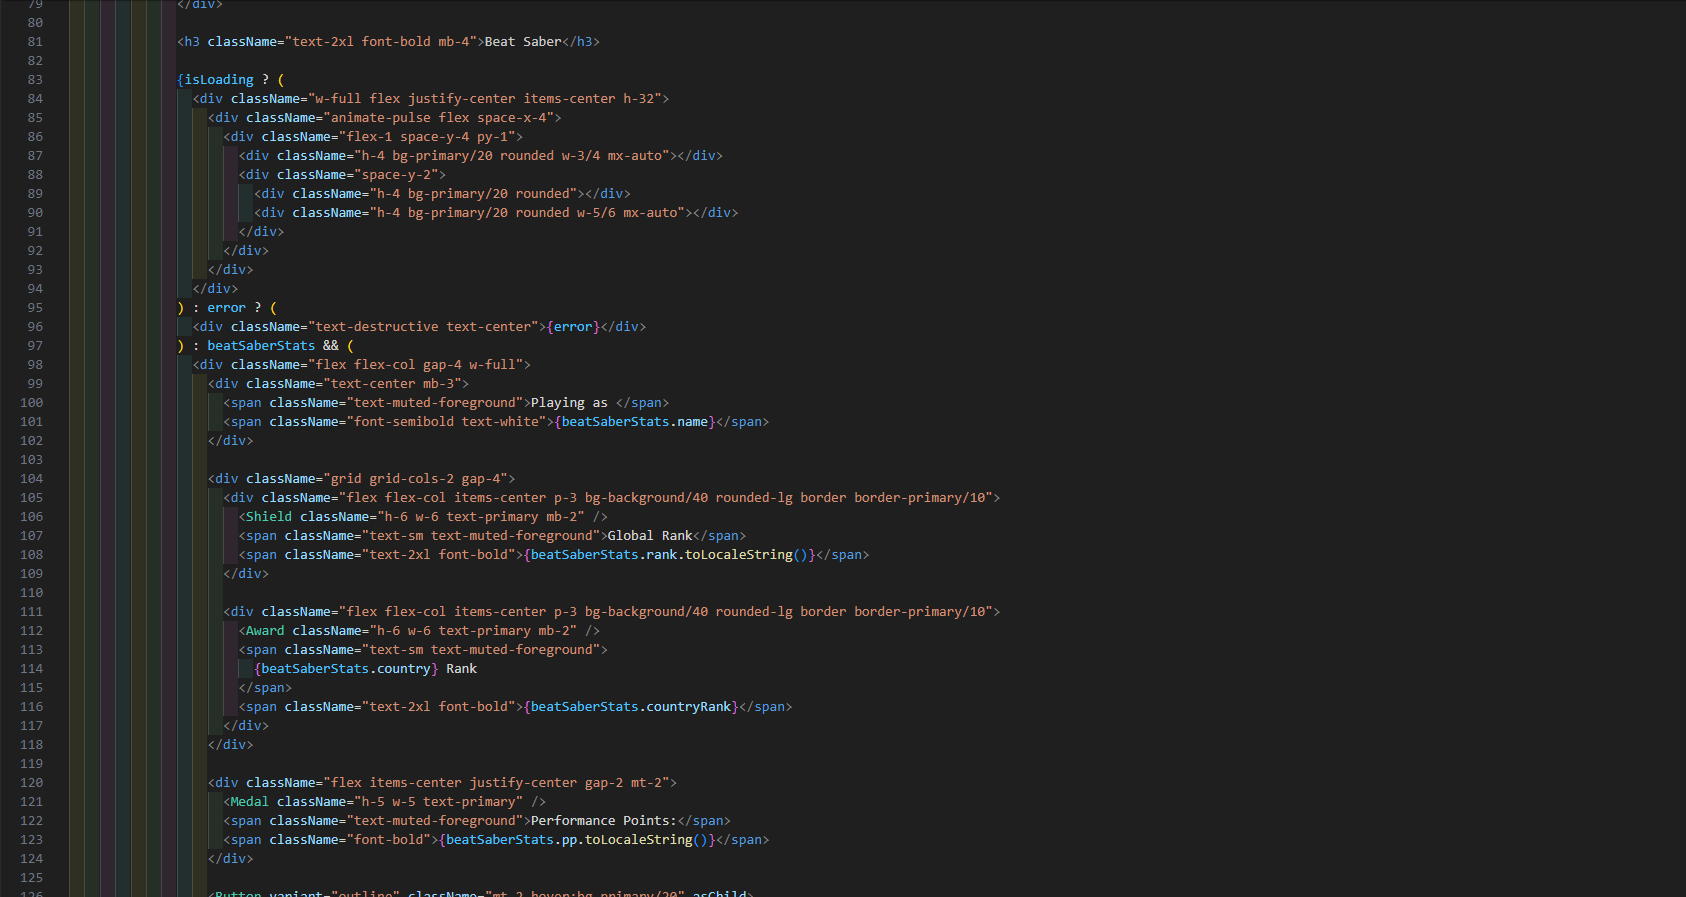 79 </div>
80
81 <h3 className="text-2xl font-bold mb-4">Beat Saber</h3>
82
83 {isLoading ? (
84 <div className="w-full flex justify-center items-center h-32">
85 <div className="animate-pulse flex space-x-4">
86 <div className="flex-1 space-y-4 py-1">
87 <div className="h-4 bg-primary/20 rounded w-3/4 mx-auto"></div>
88 <div className="space-y-2">
89 <div className="h-4 bg-primary/20 rounded"></div>
90 <div className="h-4 bg-primary/20 rounded w-5/6 mx-auto"></div>
91 </div>
92 </div>
93 </div>
94 </div>
95 ) : error ? (
96 <div className="text-destructive text-center">{error}</div>
97 ) : beatSaberStats && (
98 <div className="flex flex-col gap-4 w-full">
99 <div className="text-center mb-3">
100 <span className="text-muted-foreground">Playing as </span>
101 <span className="font-semibold text-white">{beatSaberStats.name}</span>
102 </div>
103
104 <div className="grid grid-cols-2 gap-4">
105 <div className="flex flex-col items-center p-3 bg-background/40 rounded-lg border border-primary/10">
106 <Shield className="h-6 w-6 text-primary mb-2" />
107 <span className="text-sm text-muted-foreground">Global Rank</span>
108 <span className="text-2xl font-bold">{beatSaberStats.rank.toLocaleString()}</span>
109 </div>
110
111 <div className="flex flex-col items-center p-3 bg-background/40 rounded-lg border border-primary/10">
112 <Award className="h-6 w-6 text-primary mb-2" />
113 <span className="text-sm text-muted-foreground">
114 {beatSaberStats.country} Rank
115 </span>
116 <span className="text-2xl font-bold">{beatSaberStats.countryRank}</span>
117 </div>
118 </div>
119
120 <div className="flex items-center justify-center gap-2 mt-2">
121 <Medal className="h-5 w-5 text-primary" />
122 <span className="text-muted-foreground">Performance Points:</span>
123 <span className="font-bold">{beatSaberStats.pp.toLocaleString()}</span>
124 </div>
125
126 <Button variant="outline" className="mt-2 hover:bg-primary/20" asChild>